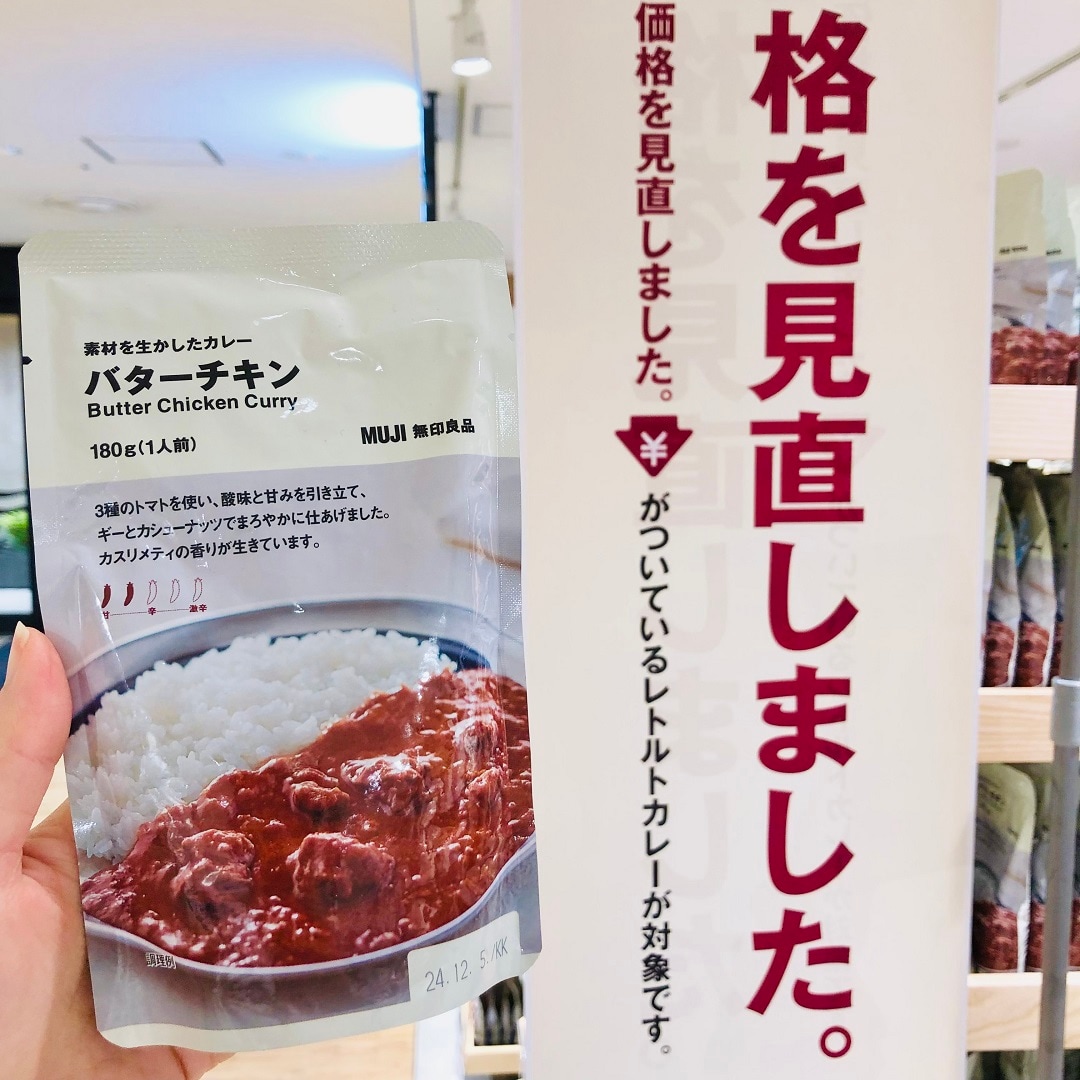 素材を生かしたカレー
バターチキン
Butter Chicken Curry
180g(1人前)
MUJI 無印良品
3種のトマトを使い、酸味と甘みを引き立て、
ギーとカシューナッツでまろやかに仕あげました。
カスリメティの香りが生きています。
甘 辛 激辛
調理例
24.12. 5./KK
格を見直しました。
価格を見直しました。
¥ がついているレトルトカレーが対象です。